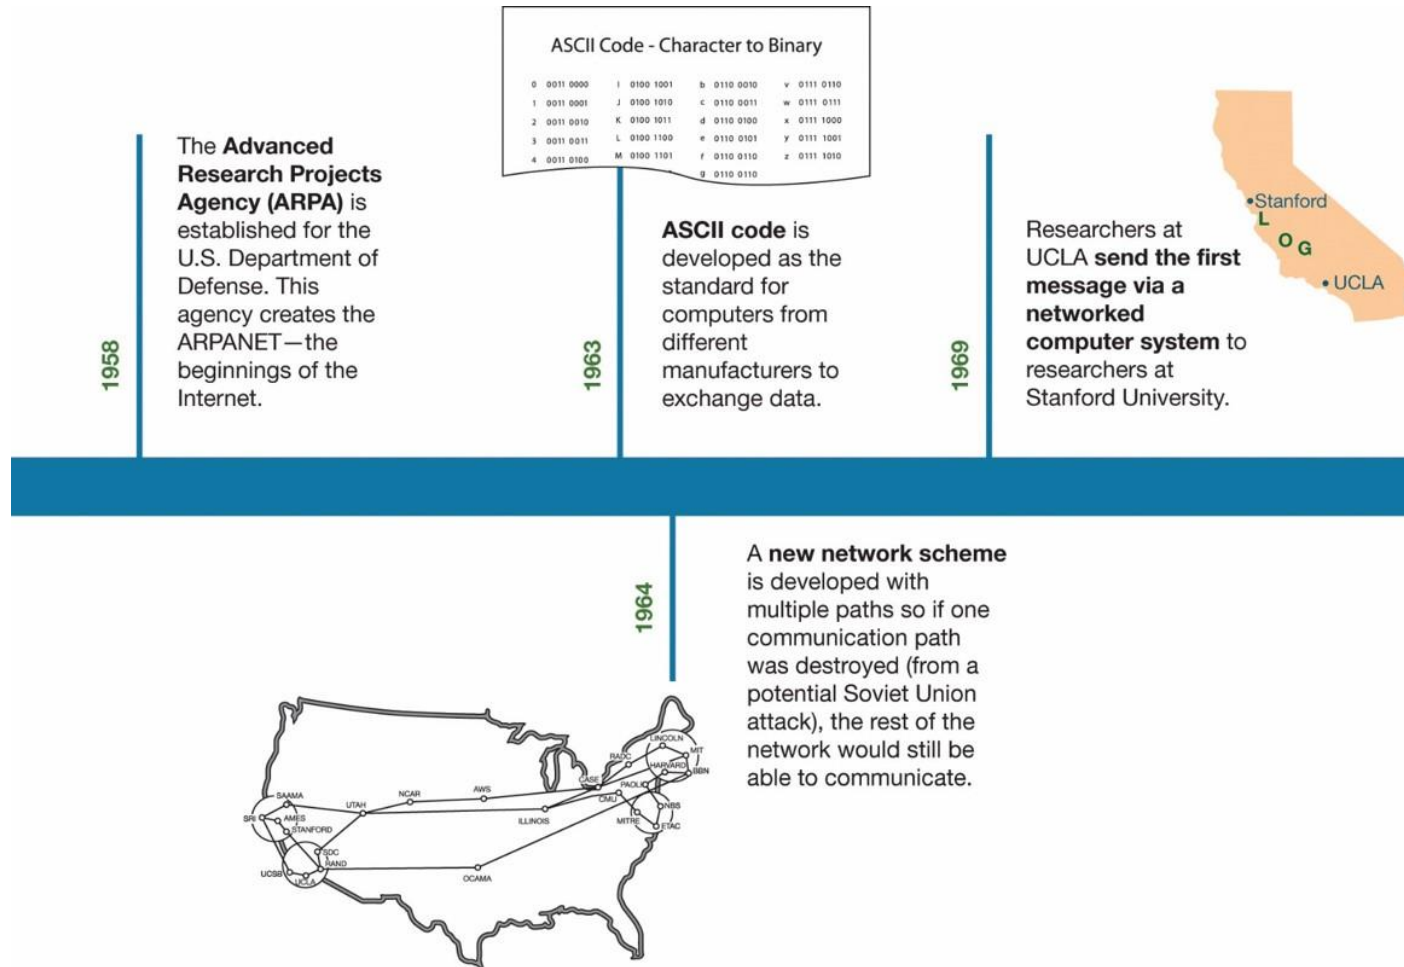 1958
The Advanced
Research Projects
Agency (ARPA) is
established for the
U.S. Department of
Defense. This
agency creates the
ARPANET—the
beginnings of the
Internet.
ASCII Code - Character to Binary
0 0011 0000 I 0100 1001 b 0110 0010 v 0111 0110
1 0011 0001 J 0100 1010 c 0110 0011 w 0111 0111
2 0011 0010 K 0100 1011 d 0110 0100 x 0111 1000
3 0011 0011 L 0100 1100 e 0110 0101 y 0111 1001
4 0011 0100 M 0100 1101 f 0110 0110 z 0111 1010
g 0110 0110
1963
ASCII code is
developed as the
standard for
computers from
different
manufacturers to
exchange data.
1969
Researchers at
UCLA send the first
message via a
networked
computer system to
researchers at
Stanford University.
Stanford
L
O
G
UCLA
1964
A new network scheme
is developed with
multiple paths so if one
communication path
was destroyed (from a
potential Soviet Union
attack), the rest of the
network would still be
able to communicate.
LINCOLN
MIT
RADC
HARVARD
BBN
CASE
PAOLI
AWS
NCAR
SAAMA
CMU
UTAH
NBS
SRI
AMES
ILLINOIS
MITRE
ETAC
STANFORD
SDC
RAND
UCSB
UCLA
OCAMA